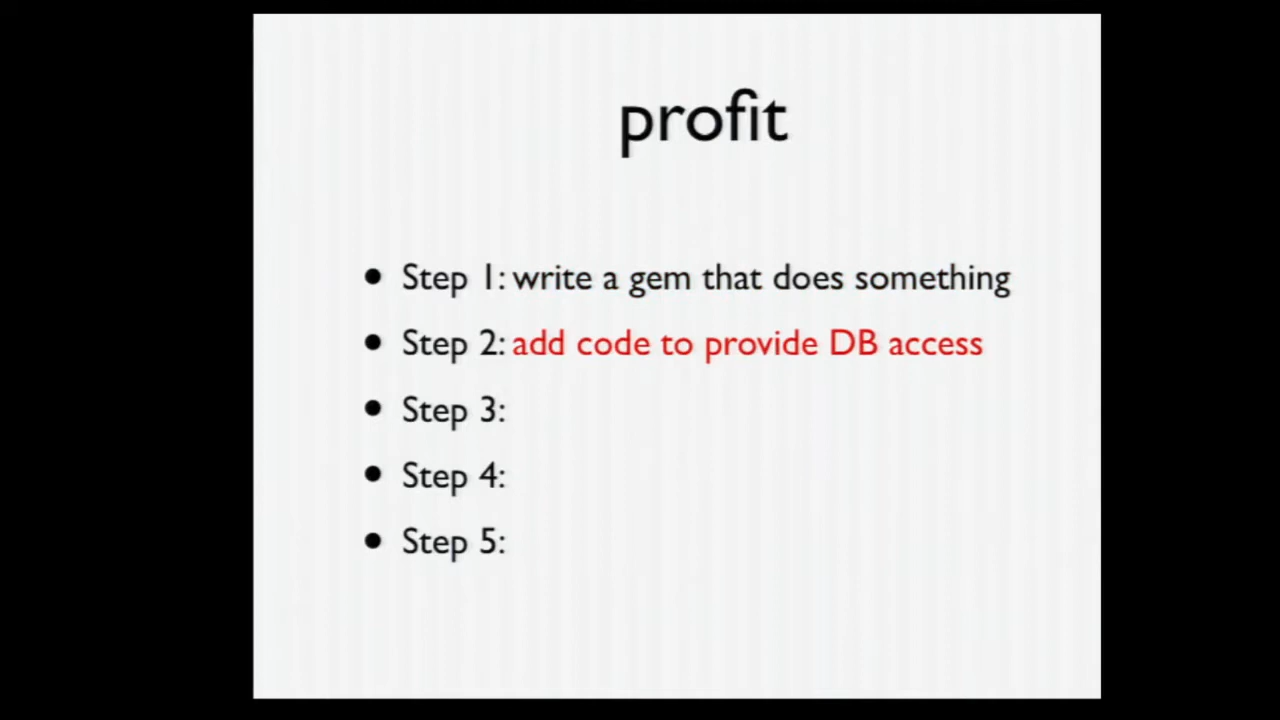 profit
• Step 1: write a gem that does something
• Step 2: add code to provide DB access
• Step 3:
• Step 4:
• Step 5: